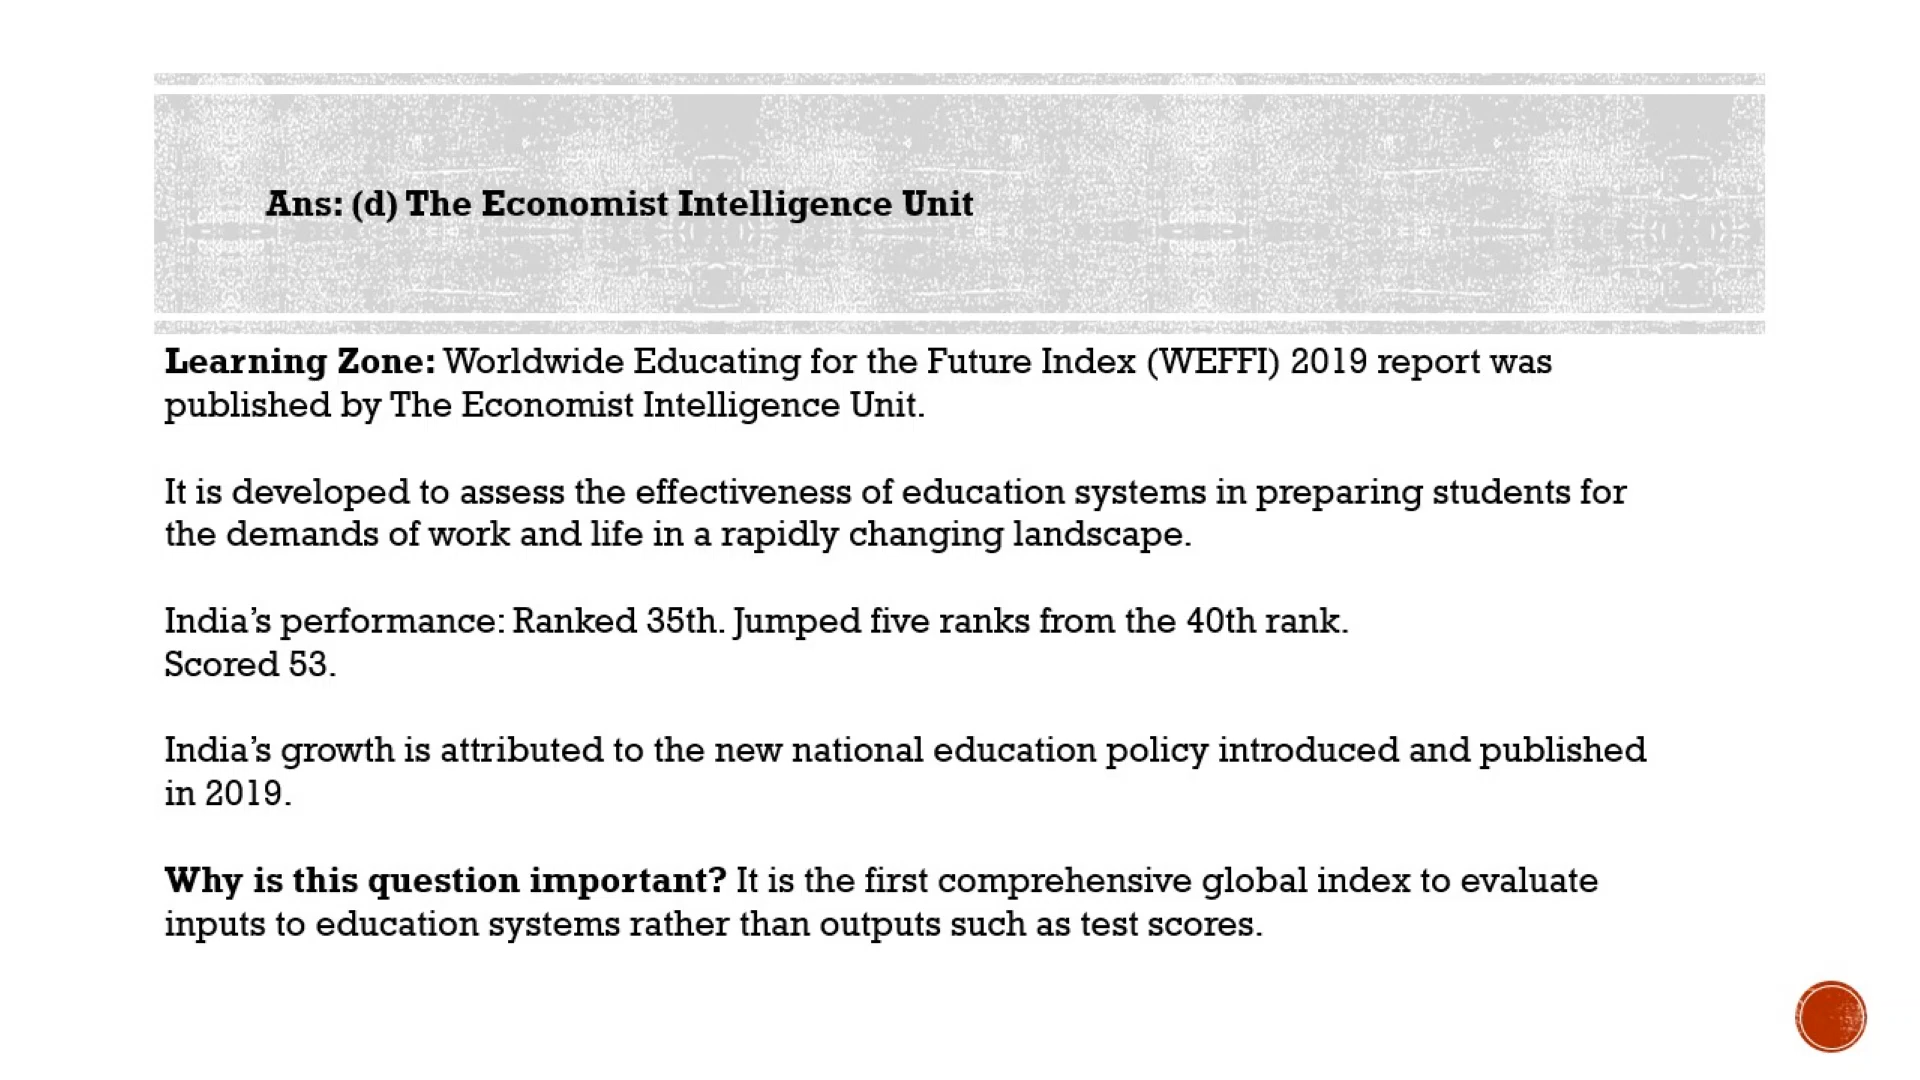 Ans: (d) The Economist Intelligence Unit
Learning Zone: Worldwide Educating for the Future Index (WEFFI) 2019 report was
published by The Economist Intelligence Unit.
It is developed to assess the effectiveness of education systems in preparing students for
the demands of work and life in a rapidly changing landscape.
India’s performance: Ranked 35th. Jumped five ranks from the 40th rank.
Scored 53.
India’s growth is attributed to the new national education policy introduced and published
in 2019.
Why is this question important? It is the first comprehensive global index to evaluate
inputs to education systems rather than outputs such as test scores.